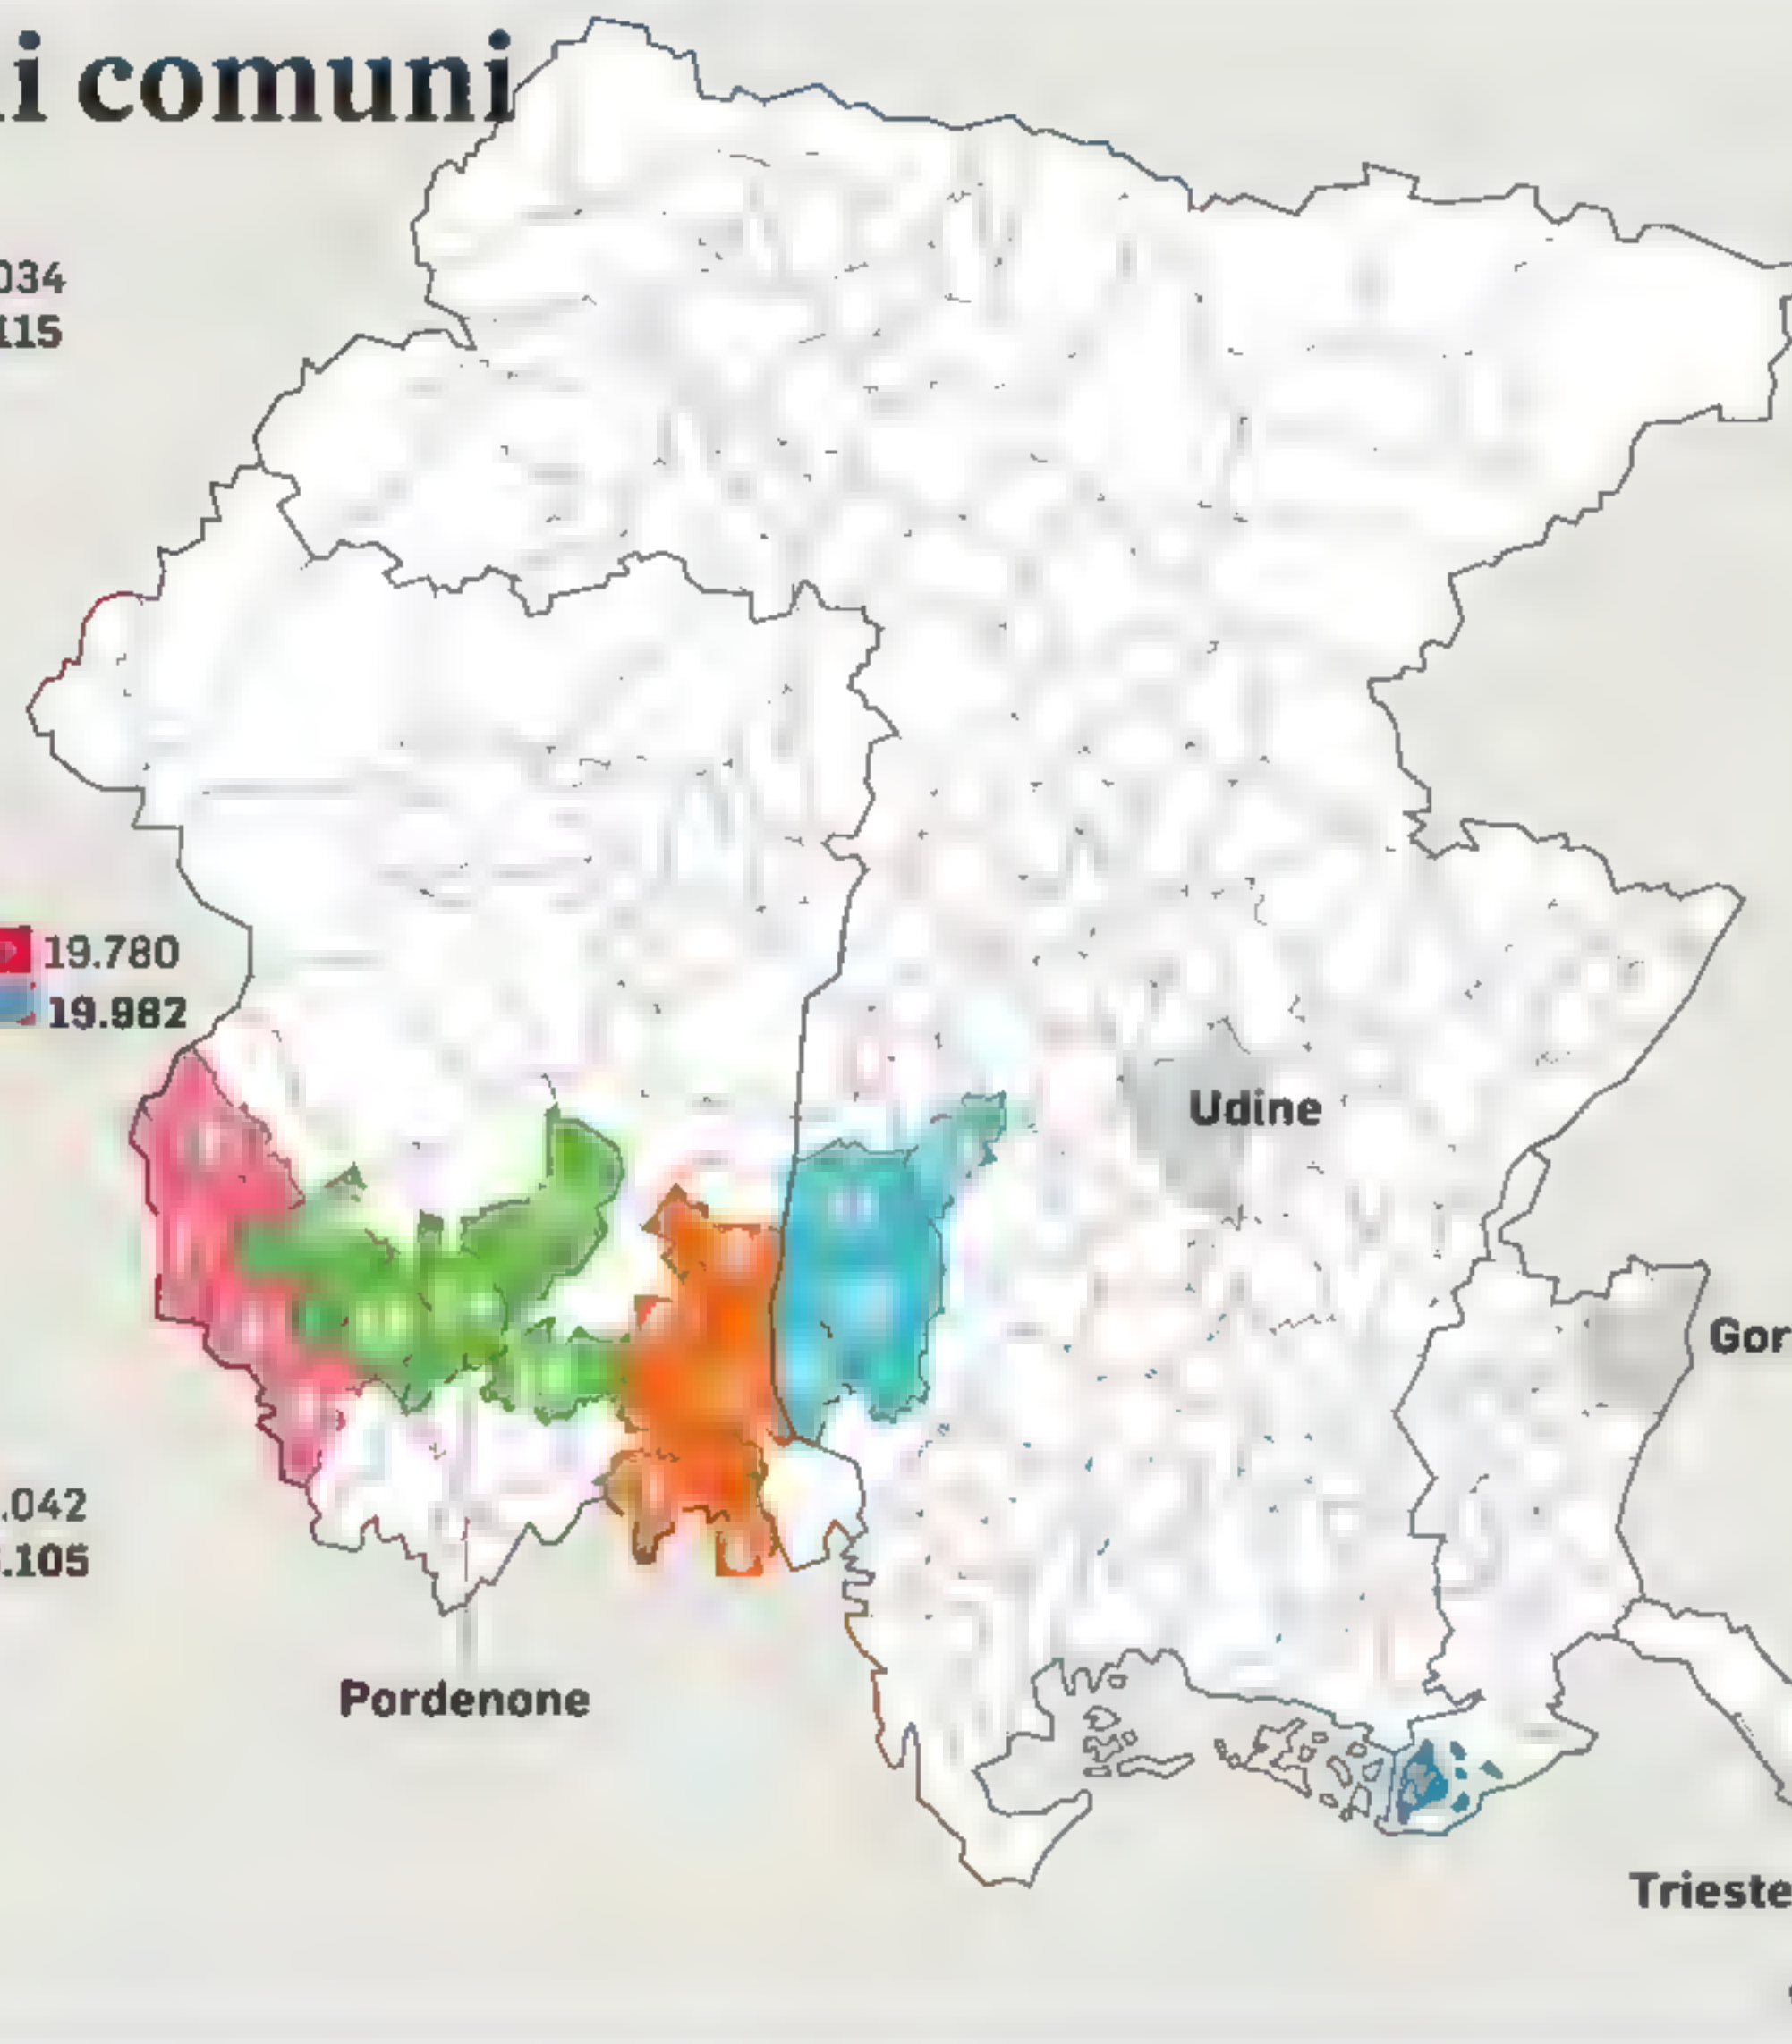 i comuni
034
115
19.780
19.982
Udine
Gor
.042
.105
Pordenone
Trieste